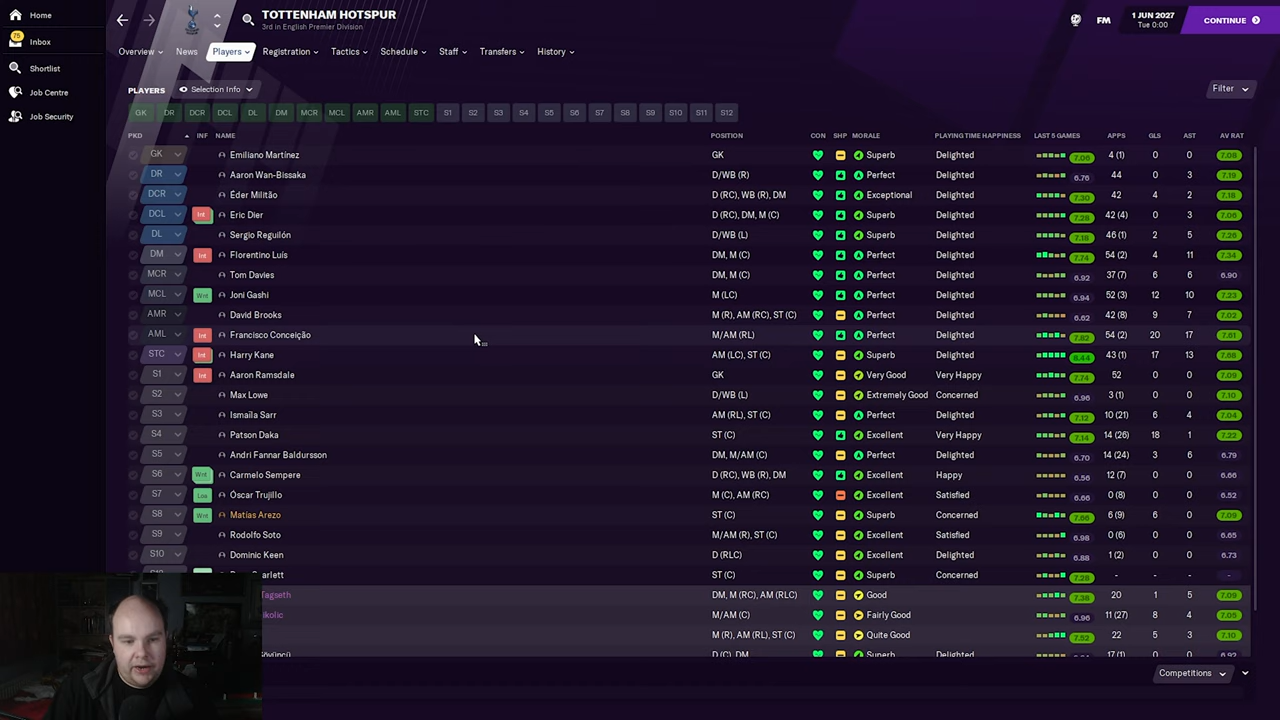 Home
75
Inbox
Shortlist
Job Centre
Job Security
TOTTENHAM HOTSPUR
3rd in English Premier Division
FM
1 JUN 2027
Tue 0:00
CONTINUE
Overview News Players Registration Tactics Schedule Staff Transfers History
PLAYERS Selection Info Filter
GK DR DCR DCL DL DM MCR MCL AMR AML STC S1 S2 S3 S4 S5 S6 S7 S8 S9 S10 S11 S12
PKD INF NAME POSITION CON SHP MORALE PLAYING TIME HAPPINESS LAST 5 GAMES APPS GLS AST AV RAT
GK Emiliano Martínez GK Superb Delighted 7.06 4 (1) 0 0 7.08
DR Aaron Wan-Bissaka D/WB (R) Perfect Delighted 6.76 44 0 3 7.19
DCR Éder Militão D (RC), WB (R), DM Exceptional Delighted 7.30 42 4 2 7.18
DCL Int Eric Dier D (RC), DM, M (C) Superb Delighted 7.28 42 (4) 0 3 7.06
DL Sergio Reguilón D/WB (L) Superb Delighted 7.18 46 (1) 2 5 7.26
DM Int Florentino Luís DM, M (C) Perfect Delighted 7.74 54 (2) 4 11 7.34
MCR Tom Davies DM, M (C) Perfect Delighted 6.92 37 (7) 6 6 6.90
MCL Wnt Joni Gashi M (LC) Perfect Delighted 6.94 52 (3) 12 10 7.23
AMR David Brooks M (R), AM (RC), ST (C) Perfect Delighted 6.62 42 (8) 9 7 7.02
AML Int Francisco Conceição M/AM (RL) Perfect Delighted 7.82 54 (2) 20 17 7.81
STC Int Harry Kane AM (LC), ST (C) Superb Delighted 8.44 43 (1) 17 13 7.68
S1 Int Aaron Ramsdale GK Very Good Very Happy 7.74 52 0 0 7.09
S2 Max Lowe D/WB (L) Extremely Good Concerned 6.96 3 (1) 0 0 7.10
S3 Ismaïla Sarr AM (RL), ST (C) Perfect Delighted 7.12 10 (21) 6 4 7.04
S4 Patson Daka ST (C) Excellent Very Happy 7.14 14 (26) 18 1 7.22
S5 Andri Fannar Baldursson DM, M/AM (C) Perfect Delighted 6.70 14 (24) 3 6 6.79
S6 Wnt Carmelo Sempere D (RC), WB (R), DM Excellent Happy 6.56 12 (7) 0 0 6.66
S7 Loa Óscar Trujillo M (C), AM (RC) Excellent Satisfied 6.66 0 (8) 0 0 6.52
S8 Wnt Matías Arezo ST (C) Superb Concerned 7.86 6 (9) 6 0 7.09
S9 Rodolfo Soto M/AM (R), ST (C) Excellent Satisfied 6.98 0 (6) 0 0 6.65
S10 Dominic Keen D (RLC) Excellent Delighted 6.88 1 (2) 0 0 6.73
ST (C) Superb Concerned 7.28 - - - -
DM, M (RC), AM (RLC) Good 7.38 20 1 5 7.09
M/AM (C) Fairly Good 6.96 11 (27) 8 4 7.05
M (R), AM (RL), ST (C) Quite Good 7.52 22 5 3 7.10
D (C), DM Superb Delighted 17 (1) 0 0 6.92
Competitions